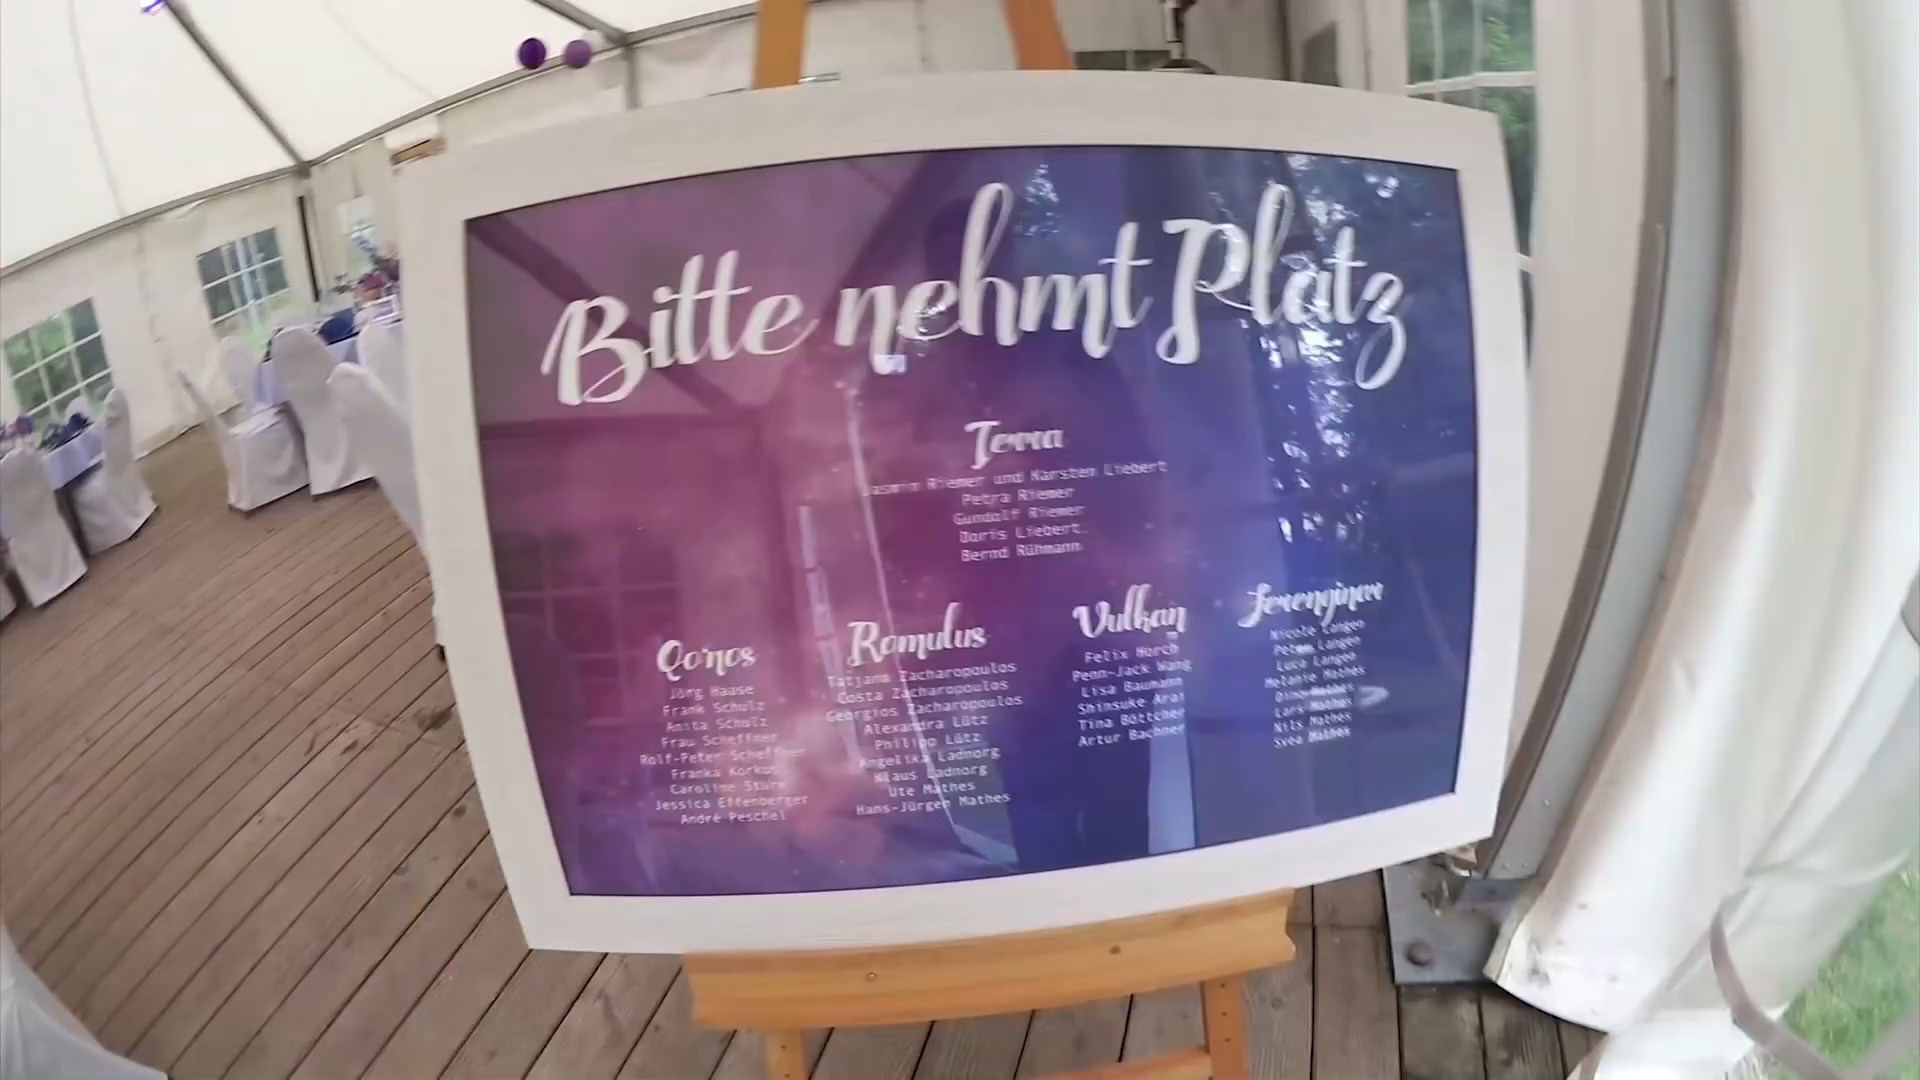 Bitte nehmt Platz
Terra
Jasmin Riemer und Karsten Liebert
Petra Riemer
Gundolf Riemer
Doris Liebert
Bernd Rühmann
Qo'nos
Jörg Haase
Frank Schulz
Anita Schulz
Frau Scheffner
Rolf-Peter Scheffner
Franka Korkus
Caroline Sturm
Jessica Effenberger
André Peschel
Romulus
Tatjana Zacharopoulos
Costa Zacharopoulos
Georgios Zacharopoulos
Alexandra Lütz
Philipp Lütz
Angelika Ladnorg
Klaus Ladnorg
Ute Mathes
Hans-Jürgen Mathes
Vulkan
Felix Horch
Penn-Jack Wang
Lisa Baumann
Shinsuke Arai
Tina Böttcher
Artur Bachner
Ferenginar
Nicole Langen
Peter Langen
Luca Langen
Melanie Mathes
Mathes
Lars Mathes
Nils Mathes
Svea Mathes